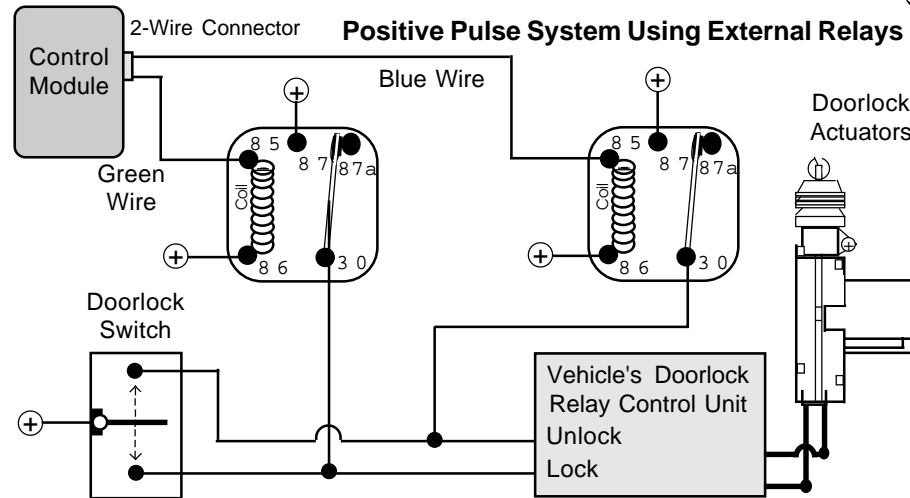 Positive Pulse System Using External Relays
2-Wire Connector
Control
Module
Blue Wire
Green
Wire
+
85
87
87a
Coil
+
86
30
+
85
87
87a
Coil
+
86
30
Doorlock
Actuators
+
Doorlock
Switch
+
Vehicle's Doorlock
Relay Control Unit
Unlock
Lock